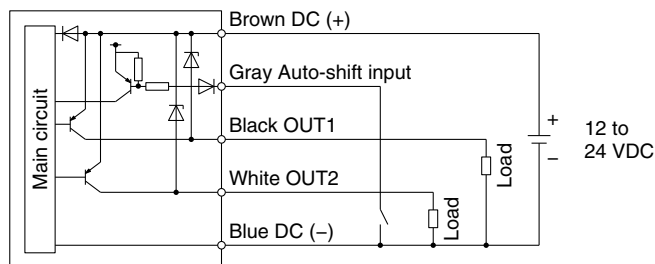 Brown DC (+)
Gray Auto-shift input
Black OUT1
White OUT2
Blue DC (−)
Main circuit
Load
Load
+
−
12 to
24 VDC